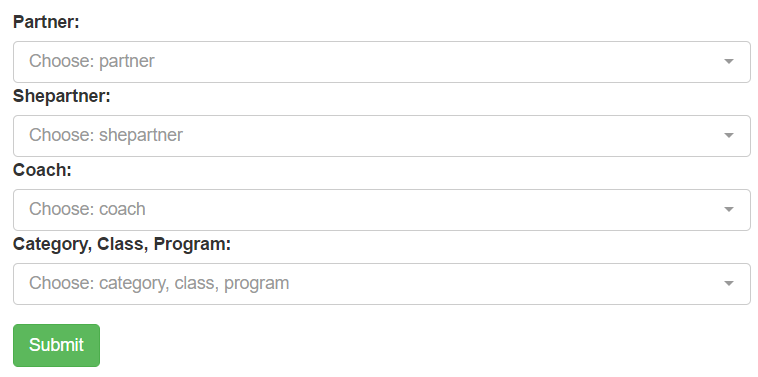 Partner:
Choose: partner
Shepartner:
Choose: shepartner
Coach:
Choose: coach
Category, Class, Program:
Choose: category, class, program
Submit